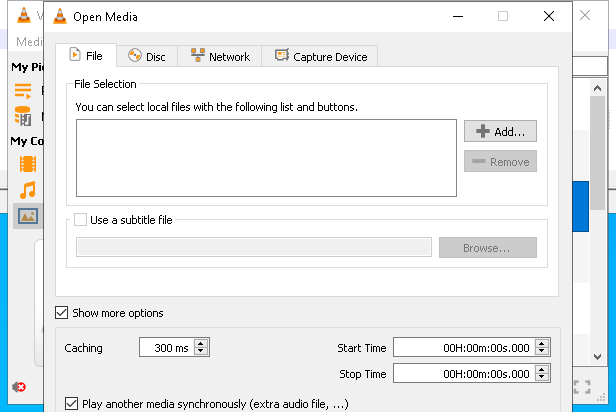 Open Media
Medi
File
Disc
Network
Capture Device
My Pi
File Selection
You can select local files with the following list and buttons.
Add...
Remove
My Co
Use a subtitle file
Browse...
Show more options
Caching
300 ms
Start Time
00H:00m:00s.000
Stop Time
00H:00m:00s.000
Play another media synchronously (extra audio file, ...)